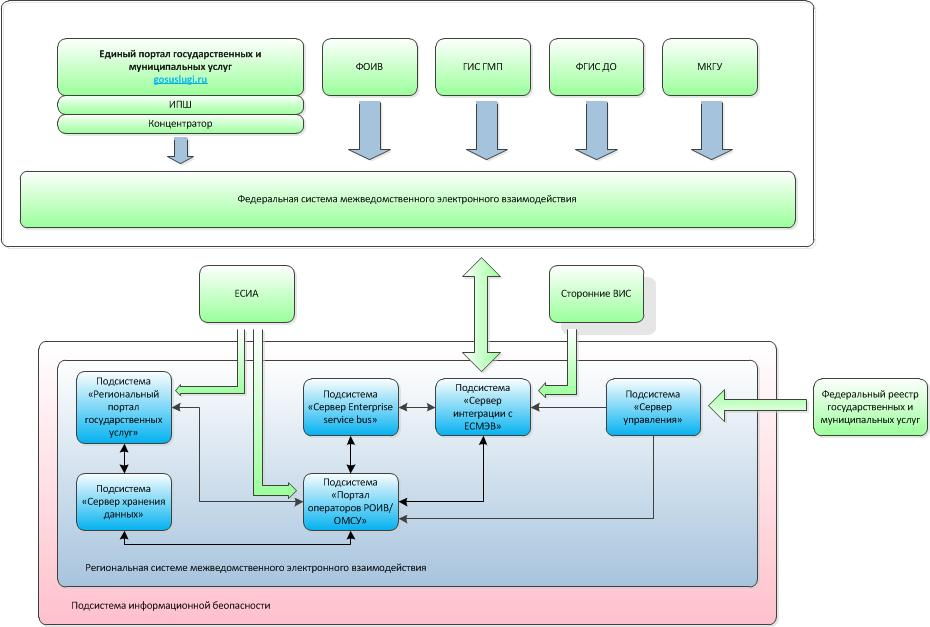 Единый портал государственных и
муниципальных услуг
gosuslugi.ru
ИПШ
Концентратор
ФОИВ
ГИС ГМП
ФГИС ДО
МКГУ
Федеральная система межведомственного электронного взаимодействия
ЕСИА
Сторонние ВИС
Подсистема
«Региональный
портал
государственных
услуг»
Подсистема
«Сервер Enterprise
service bus»
Подсистема
«Сервер
интеграции с
ЕСМЭВ»
Подсистема
«Сервер
управления»
Федеральный реестр
государственных и
муниципальных услуг
Подсистема
«Сервер хранения
данных»
Подсистема
«Портал
операторов РОИВ/
ОМСУ»
Региональная системе межведомственного электронного взаимодействия
Подсистема информационной беопасности